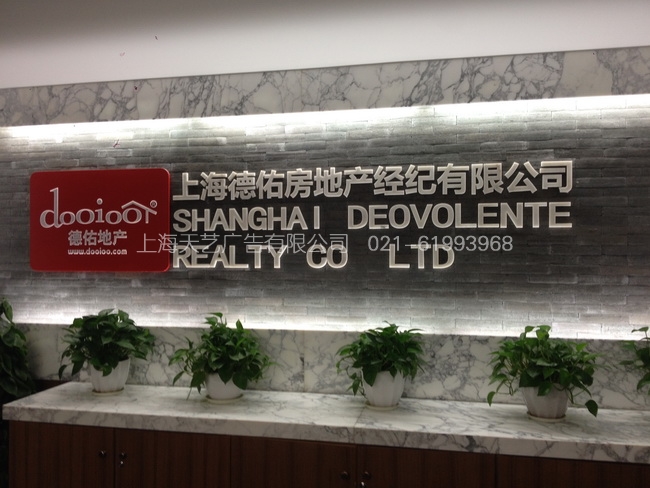 dooioo
德佑地产
www.dooioo.com
上海德佑房地产经纪有限公司
SHANGHAI DEOVOLENTE
REALTY CO LTD
上海天艺广告有限公司 021-61993968